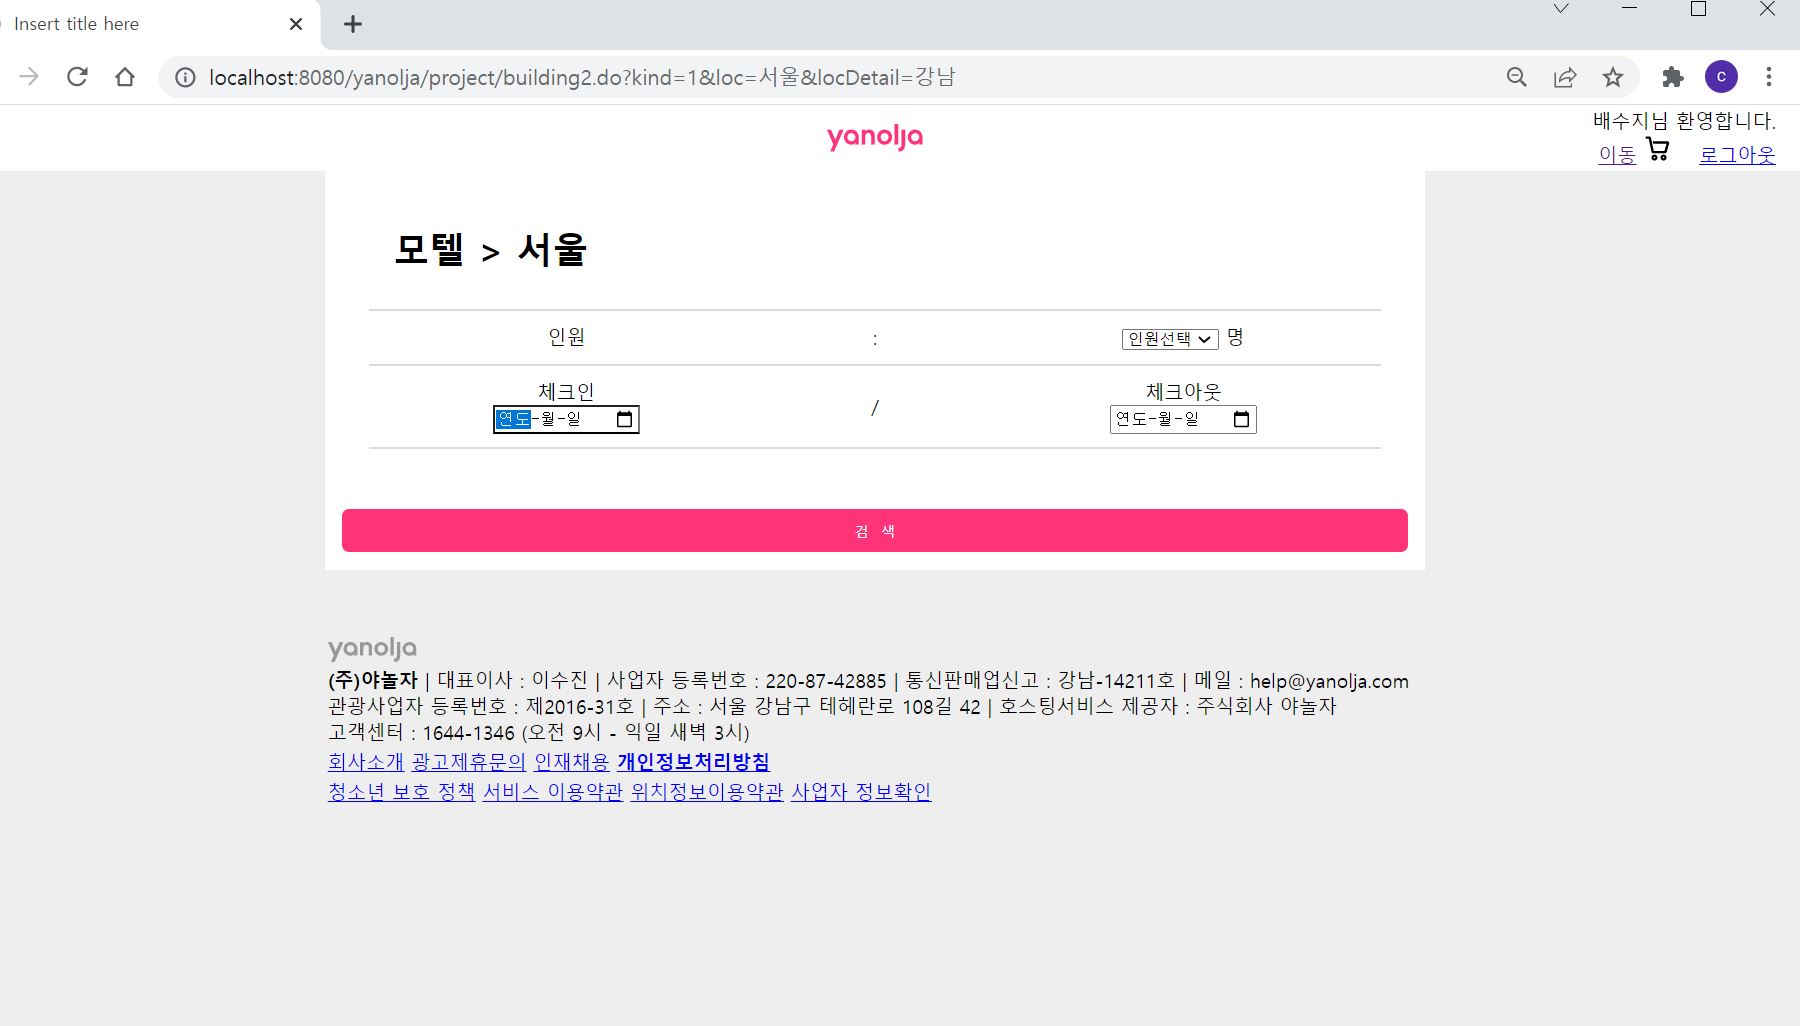 Insert title here
localhost:8080/yanolja/project/building2.do?kind=1&loc=서울&locDetail=강남
C
yanolja
배수지님 환영합니다.
이동 로그아웃
모텔 > 서울
인원 : 인원선택 명
체크인 / 체크아웃
연도-월-일 연도-월-일
검 색
yanolja
(주)야놀자 | 대표이사 : 이수진 | 사업자 등록번호 : 220-87-42885 | 통신판매업신고 : 강남-14211호 | 메일 : help@yanolja.com
관광사업자 등록번호 : 제2016-31호 | 주소 : 서울 강남구 테헤란로 108길 42 | 호스팅서비스 제공자 : 주식회사 야놀자
고객센터 : 1644-1346 (오전 9시 - 익일 새벽 3시)
회사소개 광고제휴문의 인재채용 개인정보처리방침
청소년 보호 정책 서비스 이용약관 위치정보이용약관 사업자 정보확인